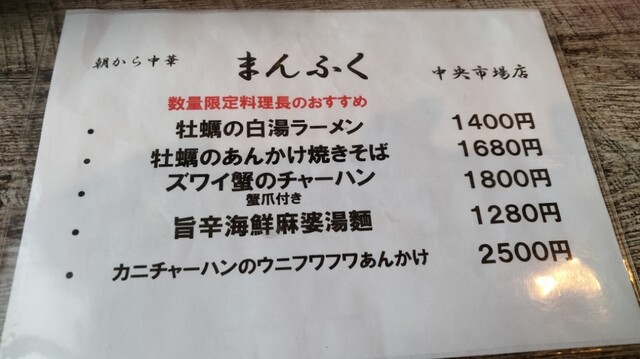 朝から中華 まんふく 中央市場店
数量限定料理長のおすすめ
・ 牡蠣の白湯ラーメン 1400円
・ 牡蠣のあんかけ焼きそば 1680円
・ ズワイ蟹のチャーハン 1800円
蟹爪付き
・ 旨辛海鮮麻婆湯麺 1280円
・ カニチャーハンのウニフワフワあんかけ 2500円